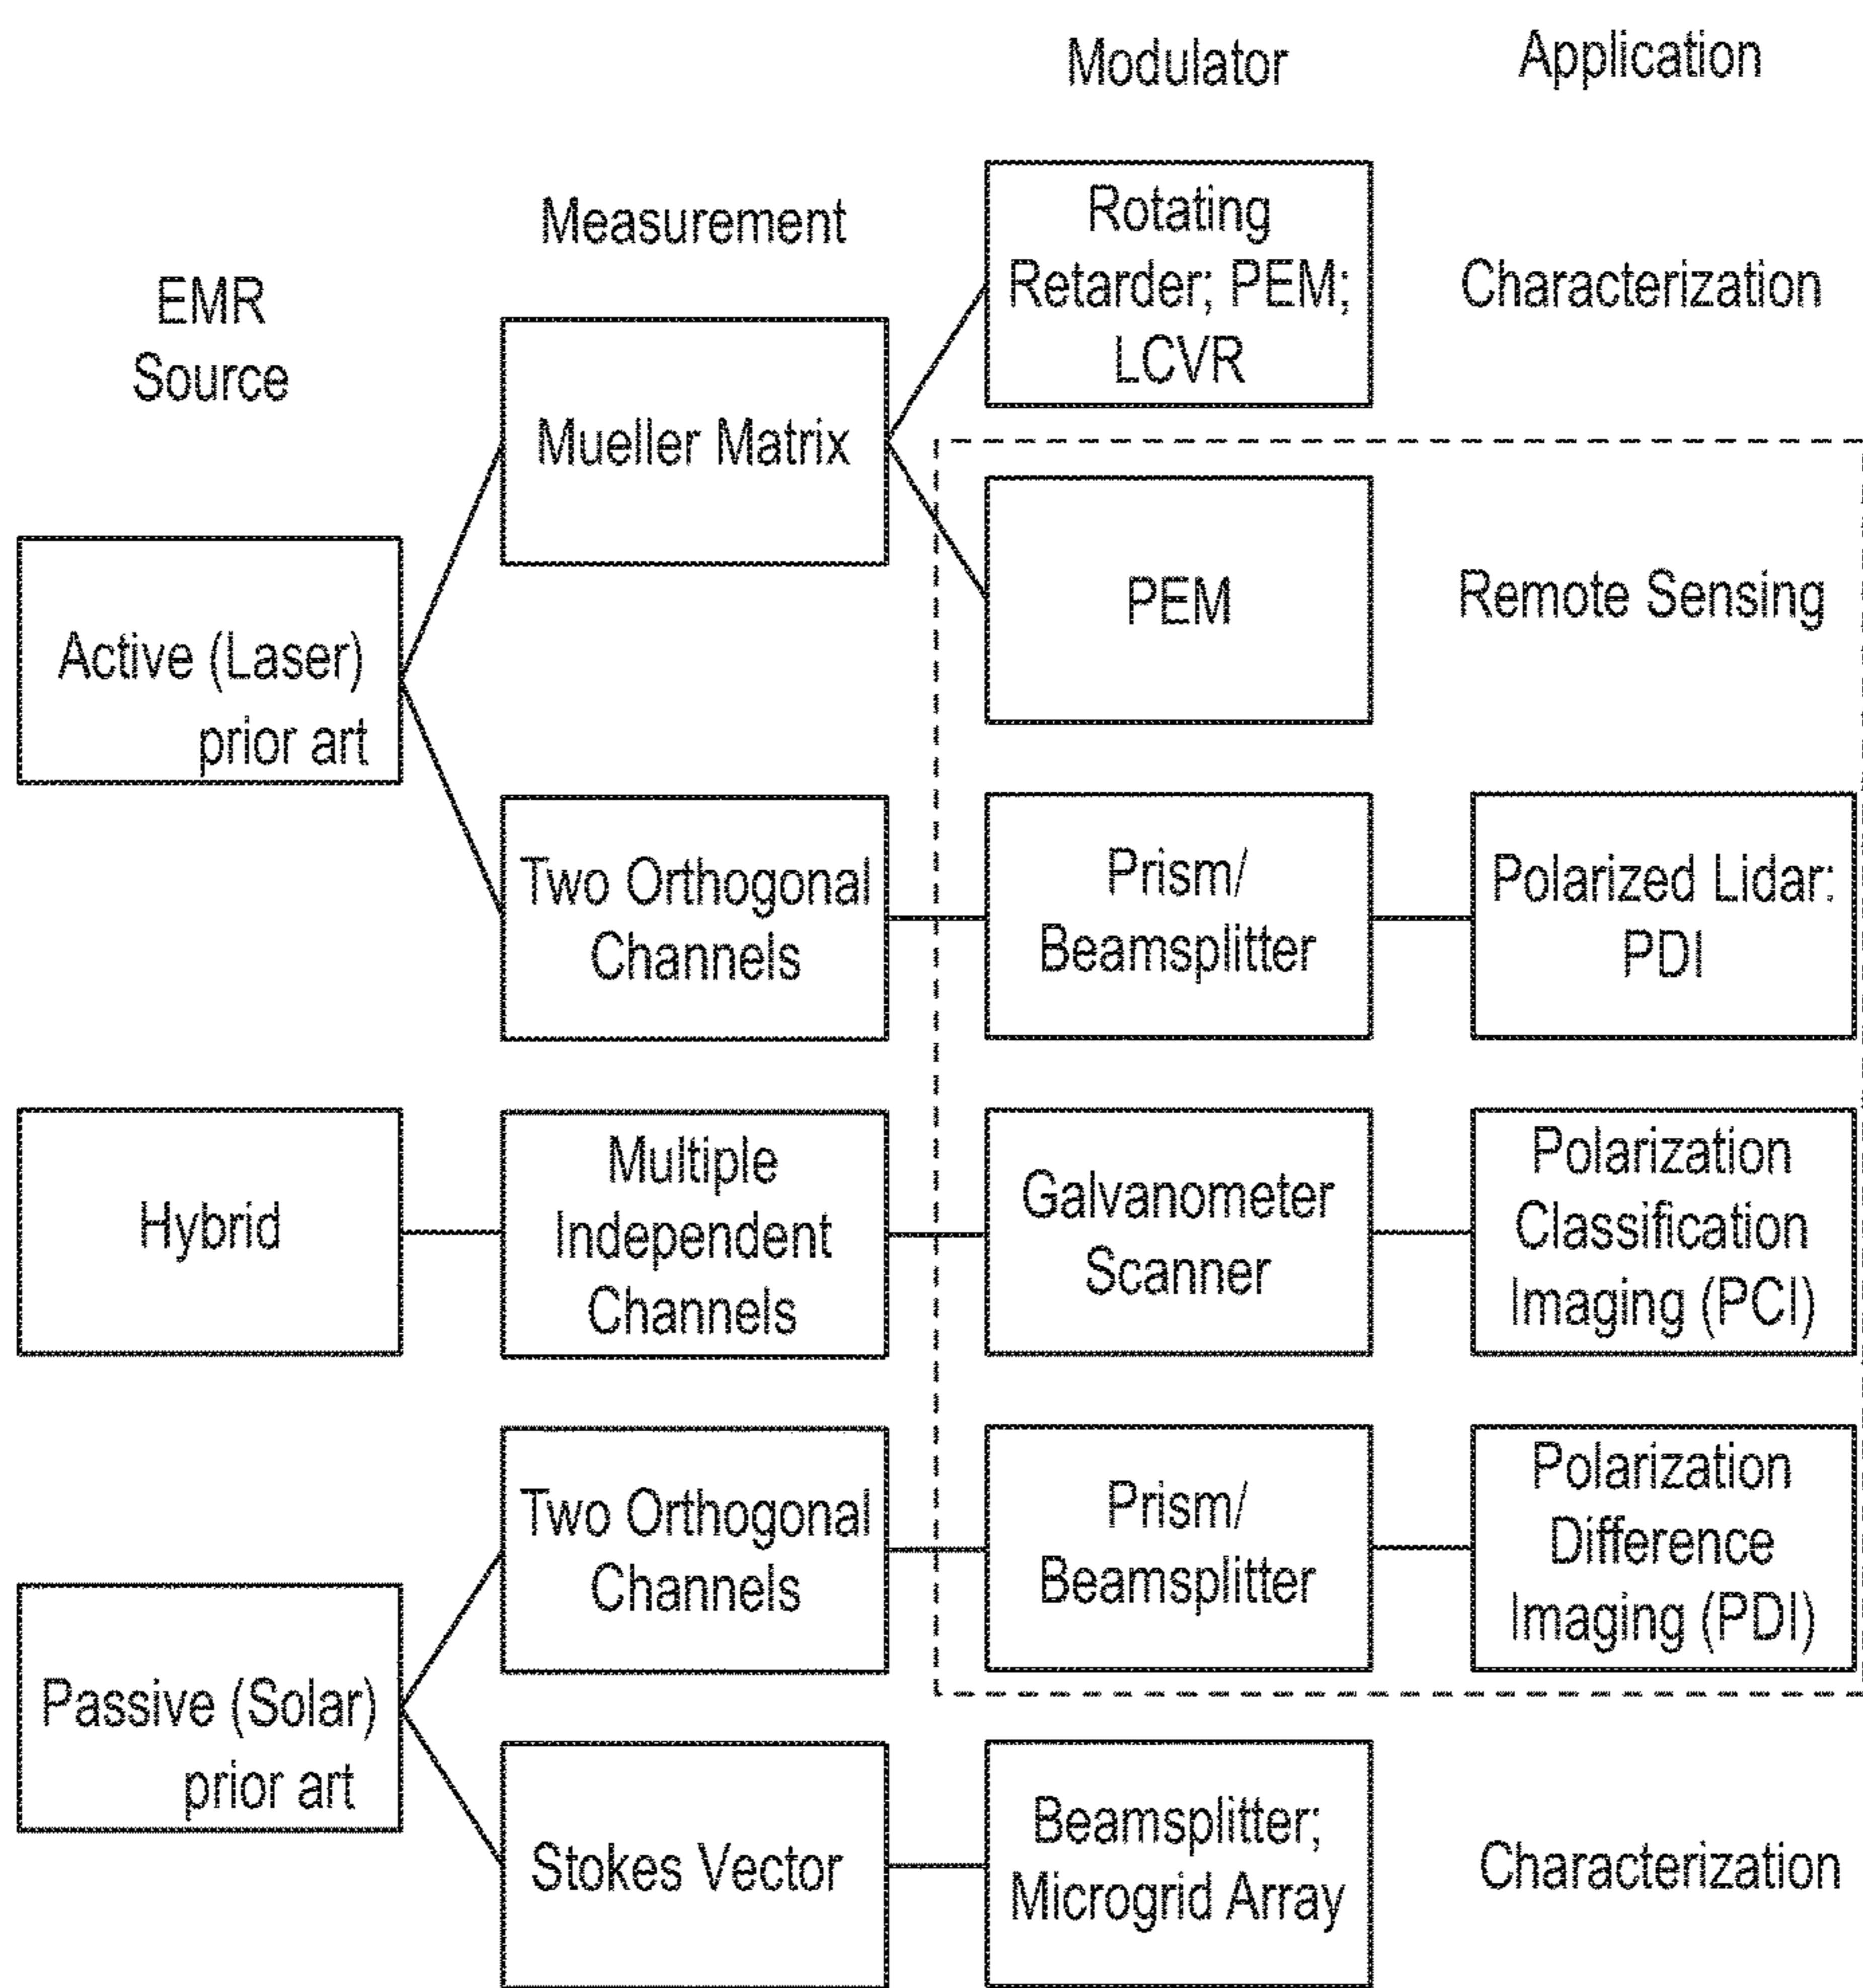 Modulator
Application
Measurement
EMR
Source
Rotating
Retarder; PEM;
LCVR
Characterization
Mueller Matrix
PEM
Remote Sensing
Active (Laser)
prior art
Two Orthogonal
Channels
Prism/
Beamsplitter
Polarized Lidar:
PDI
Hybrid
Multiple
Independent
Channels
Galvanometer
Scanner
Polarization
Classification
Imaging (PCI)
Two Orthogonal
Channels
Prism/
Beamsplitter
Polarization
Difference
Imaging (PDI)
Passive (Solar)
prior art
Stokes Vector
Beamsplitter;
Microgrid Array
Characterization